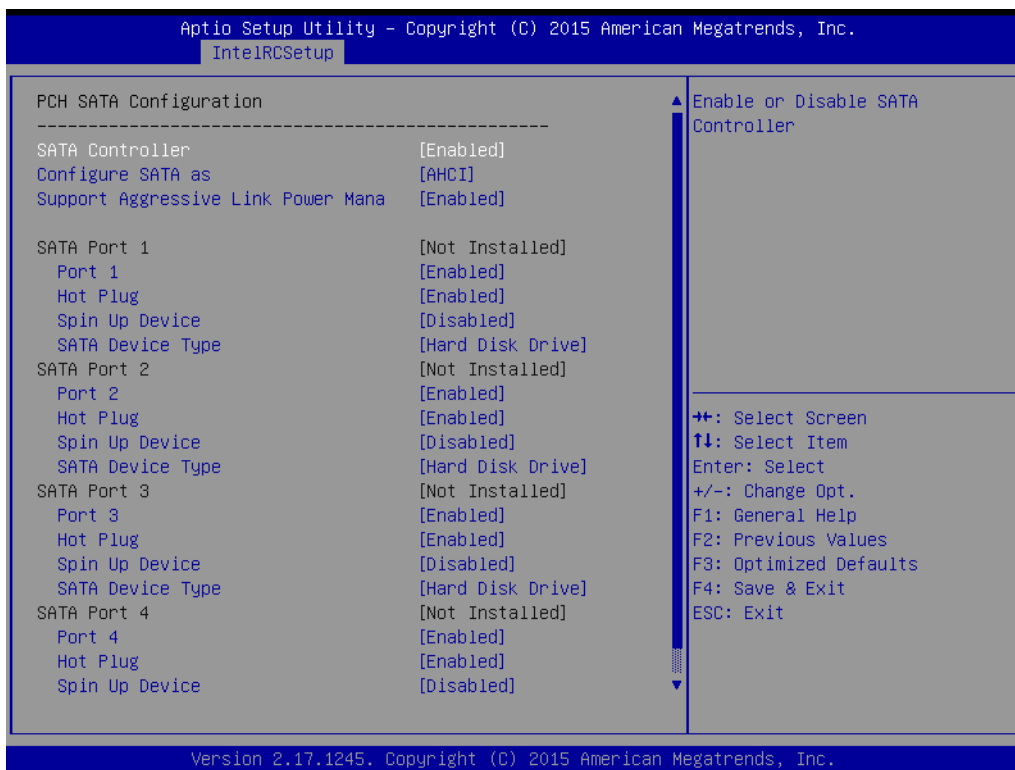 Aptio Setup Utility – Copyright (C) 2015 American Megatrends, Inc.
IntelRCSetup
PCH SATA Configuration
--------------------------------------------------
SATA Controller [Enabled]
Configure SATA as [AHCI]
Support Aggressive Link Power Mana [Enabled]
SATA Port 1 [Not Installed]
Port 1 [Enabled]
Hot Plug [Enabled]
Spin Up Device [Disabled]
SATA Device Type [Hard Disk Drive]
SATA Port 2 [Not Installed]
Port 2 [Enabled]
Hot Plug [Enabled]
Spin Up Device [Disabled]
SATA Device Type [Hard Disk Drive]
SATA Port 3 [Not Installed]
Port 3 [Enabled]
Hot Plug [Enabled]
Spin Up Device [Disabled]
SATA Device Type [Hard Disk Drive]
SATA Port 4 [Not Installed]
Port 4 [Enabled]
Hot Plug [Enabled]
Spin Up Device [Disabled]
Enable or Disable SATA
Controller
→←: Select Screen
↑↓: Select Item
Enter: Select
+/-: Change Opt.
F1: General Help
F2: Previous Values
F3: Optimized Defaults
F4: Save & Exit
ESC: Exit
Version 2.17.1245. Copyright (C) 2015 American Megatrends, Inc.